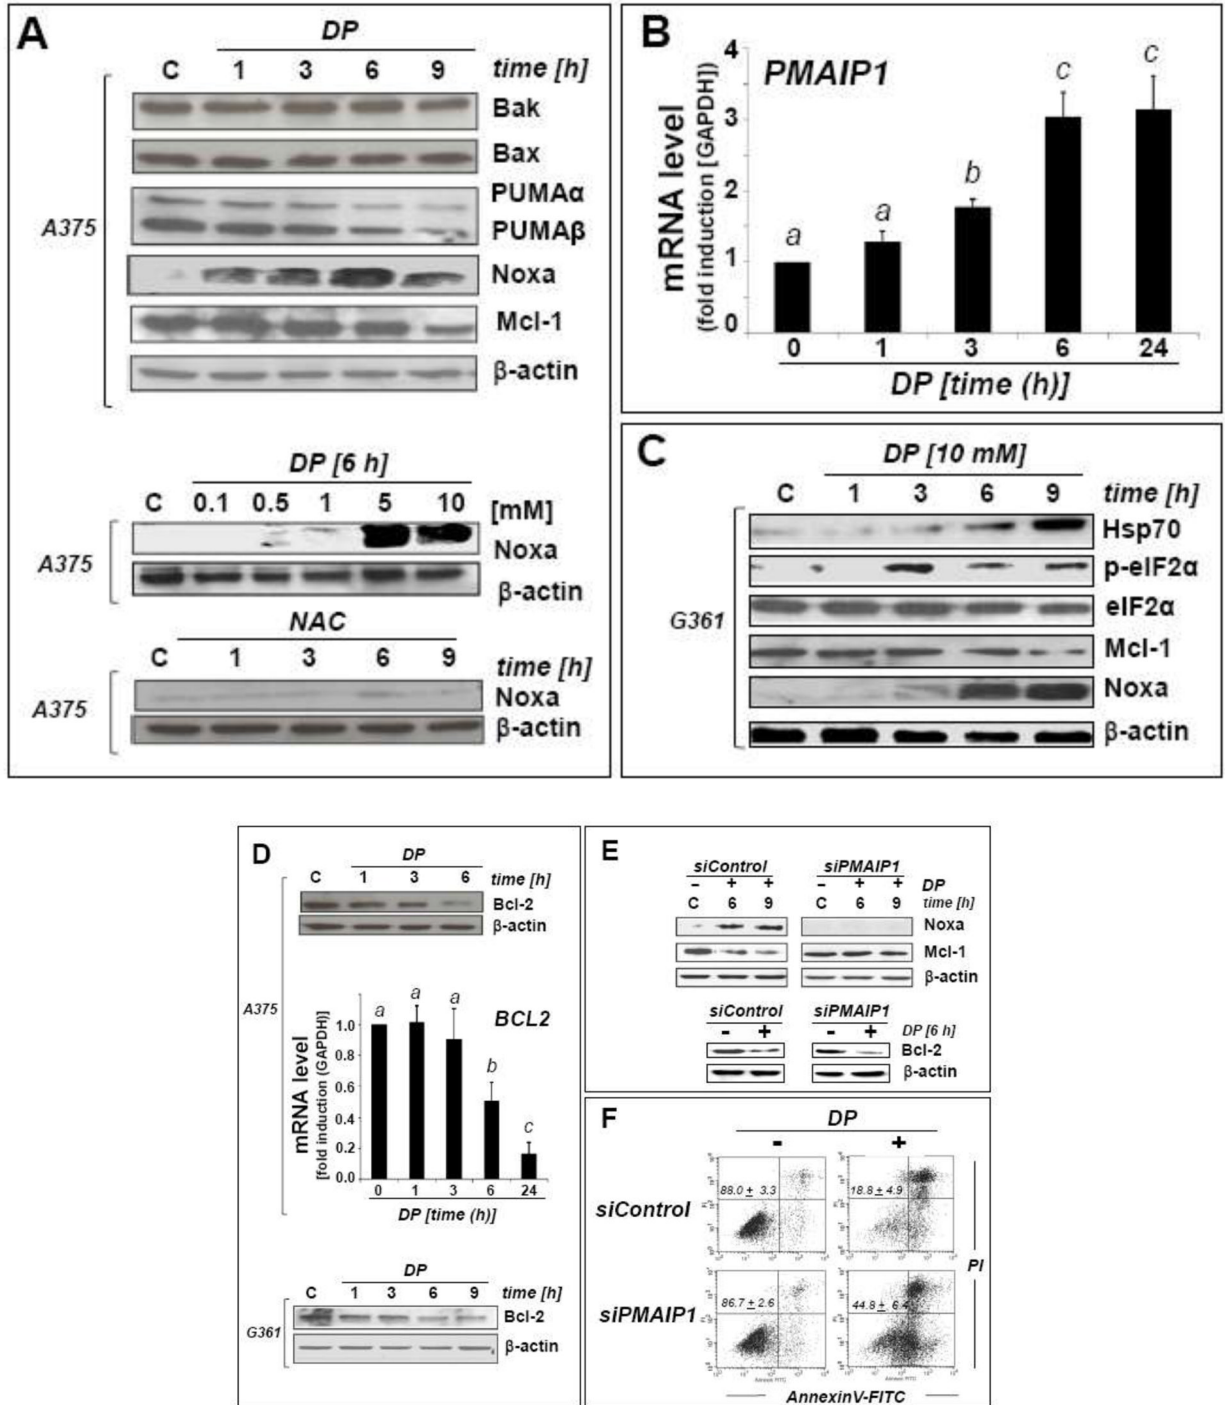 A
DP
C 1 3 6 9 time [h]
Bak
Bax
PUMAα
A375
PUMAβ
Noxa
Mcl-1
β-actin
DP [6 h]
C 0.1 0.5 1 5 10 [mM]
Noxa
A375
β-actin
NAC
C 1 3 6 9 time [h]
Noxa
A375
β-actin
B
PMAIP1
mRNA level
(fold induction [GAPDH])
4
3
2
1
0
a a b c c
0 1 3 6 24
DP [time (h)]
C
DP [10 mM]
C 1 3 6 9 time [h]
Hsp70
p-eIF2α
eIF2α
G361
Mcl-1
Noxa
β-actin
D
DP
C 1 3 6 time [h]
Bcl-2
β-actin
A375
BCL2
mRNA level
[fold induction (GAPDH)]
1.0
0.8
0.6
0.4
0.2
0.0
a a a b c
0 1 3 6 24
DP [time (h)]
DP
C 1 3 6 9 time [h]
Bcl-2
G361
β-actin
E
siControl siPMAIP1
- + + - + + DP
C 6 9 C 6 9 time [h]
Noxa
Mcl-1
β-actin
siControl siPMAIP1
- + - + DP [6 h]
Bcl-2
β-actin
F
DP
- +
siControl
88.0 ± 3.3 18.8 ± 4.9
PI
siPMAIP1
86.7 ± 2.6 44.8 ± 6.4
Annexin FITC Annexin FITC
AnnexinV-FITC